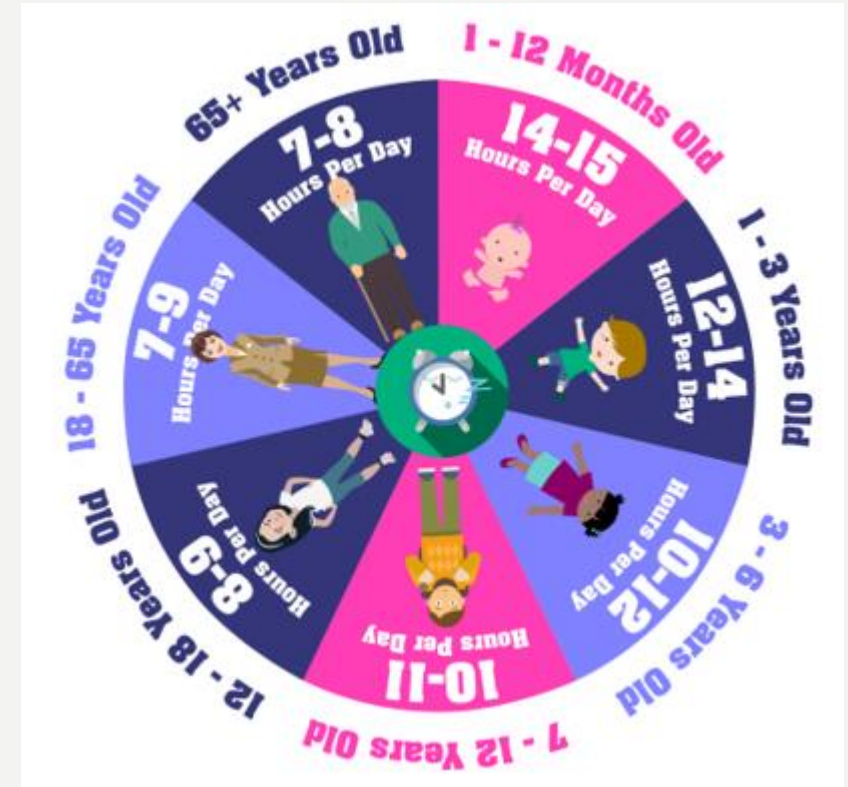 1 - 12 Months Old
14-15
Hours Per Day
1 - 3 Years Old
12-14
Hours Per Day
3 - 6 Years Old
10-12
Hours Per Day
7 - 12 Years Old
10-11
Hours Per Day
12 - 18 Years Old
8-9
Hours Per Day
18 - 65 Years Old
7-9
Hours Per Day
65+ Years Old
7-8
Hours Per Day